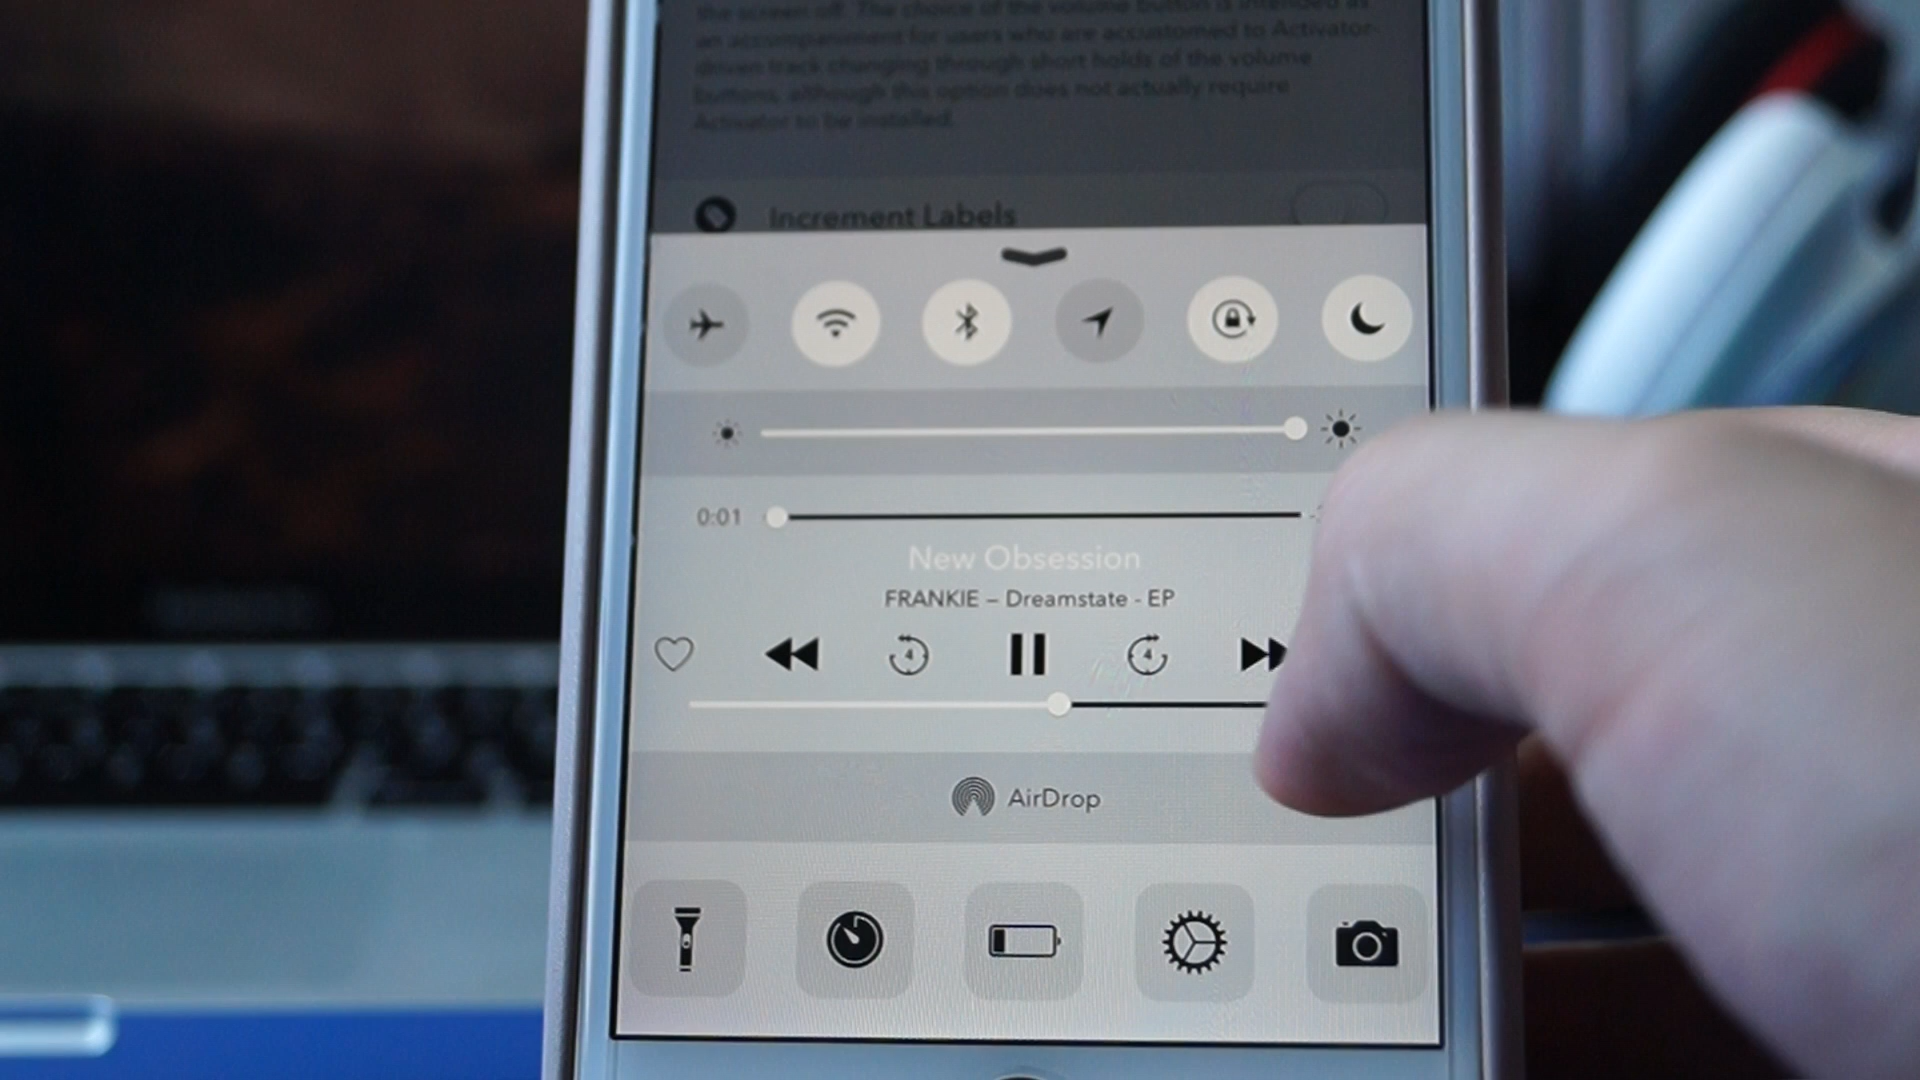 the screen off. The choice of the volume button is intended as
an accompaniment for users who are accustomed to Activator-
driven track changing through short holds of the volume
buttons, although this option does not actually require
Activator to be installed.
Increment Labels
0:01
New Obsession
FRANKIE – Dreamstate - EP
4
4
AirDrop